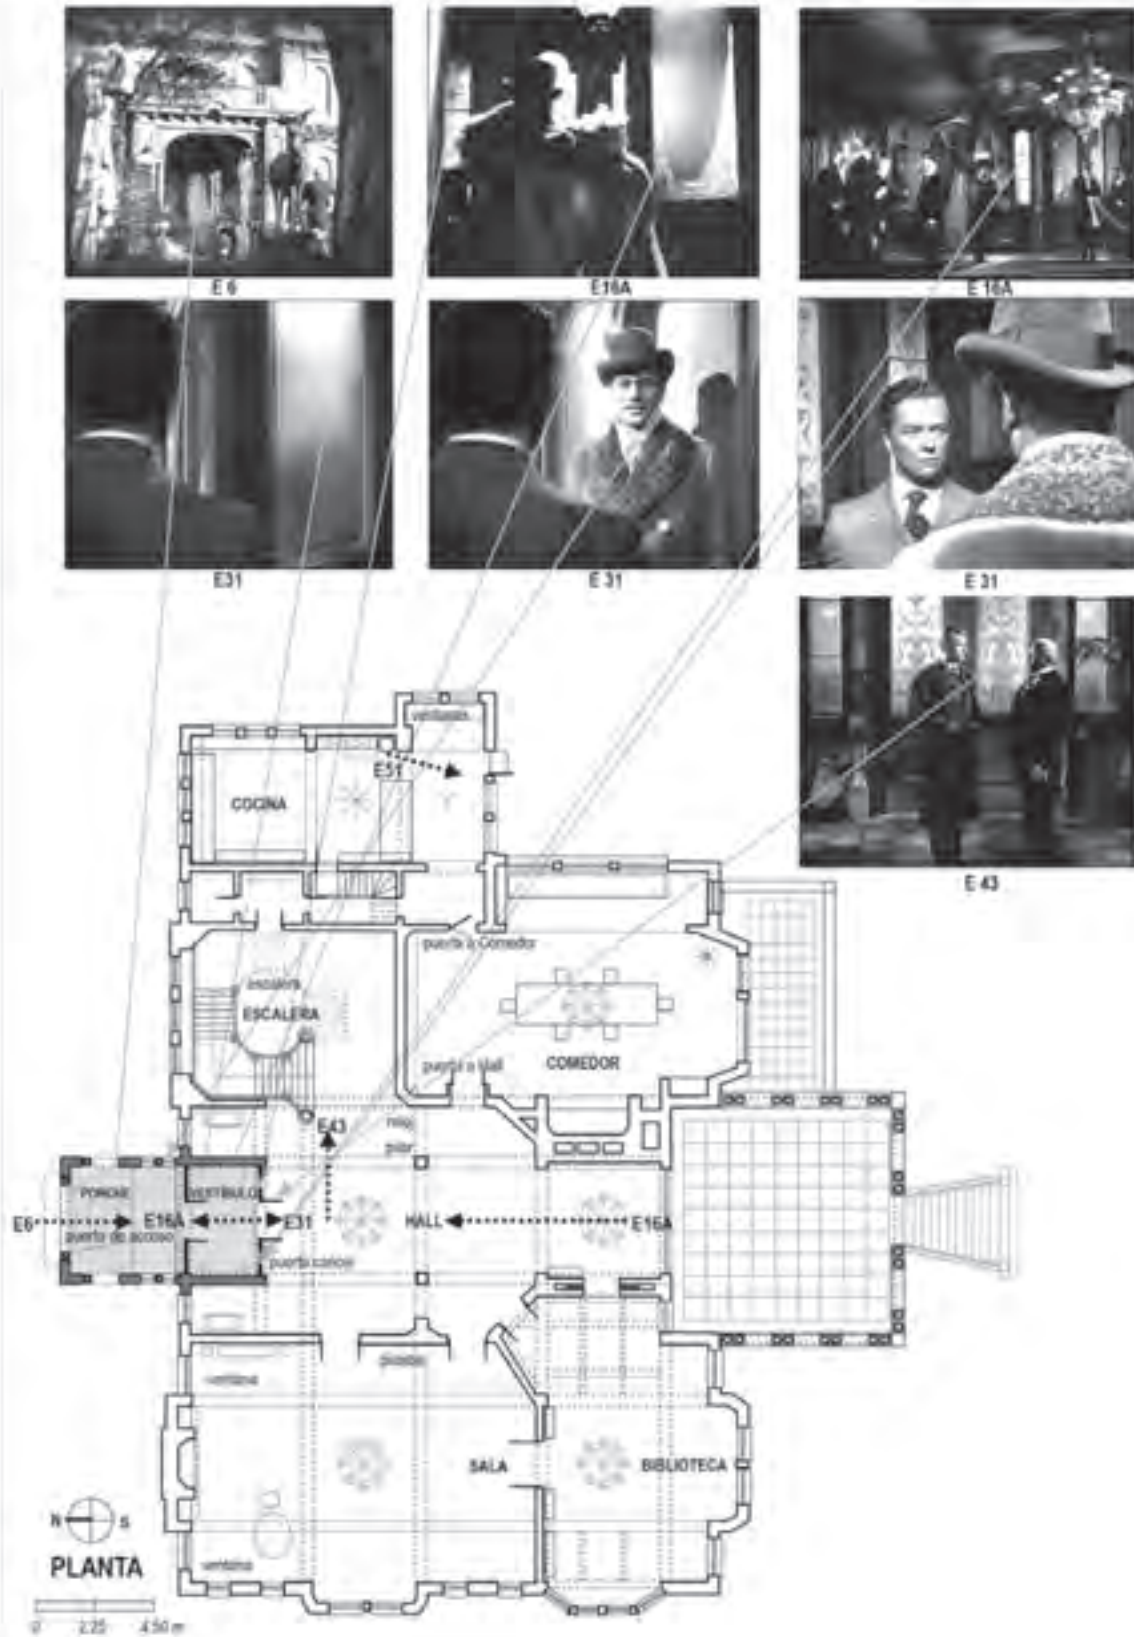 E 6
E16A
E 16A
E31
E 31
E 31
E 43
ventana
E31
COCINA
puerta a Comedor
escalera
ESCALERA
puerta a Hall
COMEDOR
E43
reloj
pilar
PORCHE
VESTÍBULO
E6
E16A
E31
HALL
E16A
puerta de acceso
puerta cancel
puertas
ventana
SALA
BIBLIOTECA
N S
PLANTA
ventana
0 2.25 4.50 m